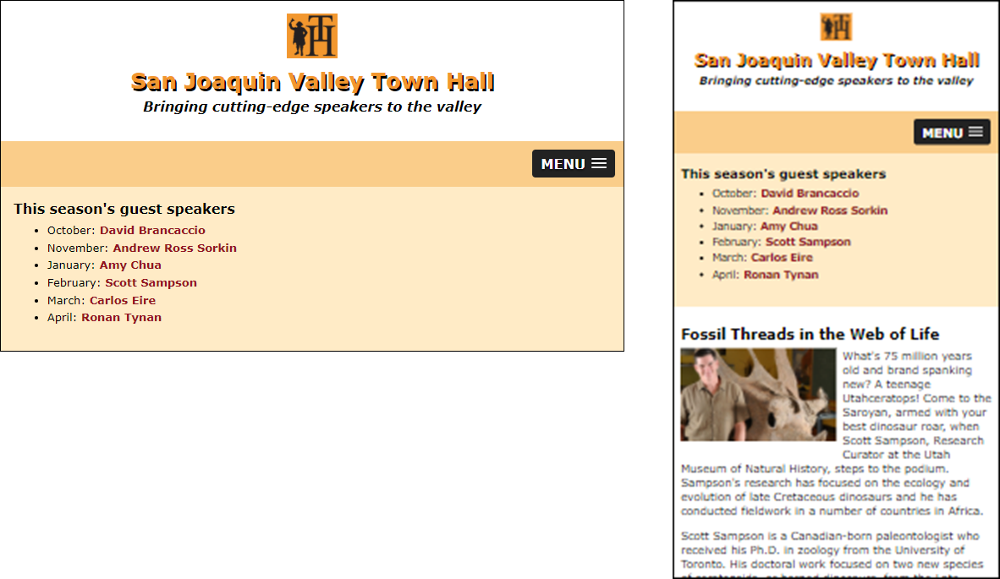 TH
San Joaquin Valley Town Hall
Bringing cutting-edge speakers to the valley
MENU
This season's guest speakers
• October: David Brancaccio
• November: Andrew Ross Sorkin
• January: Amy Chua
• February: Scott Sampson
• March: Carlos Eire
• April: Ronan Tynan
TH
San Joaquin Valley Town Hall
Bringing cutting-edge speakers to the valley
MENU
This season's guest speakers
• October: David Brancaccio
• November: Andrew Ross Sorkin
• January: Amy Chua
• February: Scott Sampson
• March: Carlos Eire
• April: Ronan Tynan
Fossil Threads in the Web of Life
What's 75 million years
old and brand spanking
new? A teenage
Utahceratops! Come to the
Saroyan, armed with your
best dinosaur roar, when
Scott Sampson, Research
Curator at the Utah
Museum of Natural History, steps to the podium.
Sampson's research has focused on the ecology and
evolution of late Cretaceous dinosaurs and he has
conducted fieldwork in a number of countries in Africa.
Scott Sampson is a Canadian-born paleontologist who
received his Ph.D. in zoology from the University of
Toronto. His doctoral work focused on two new species